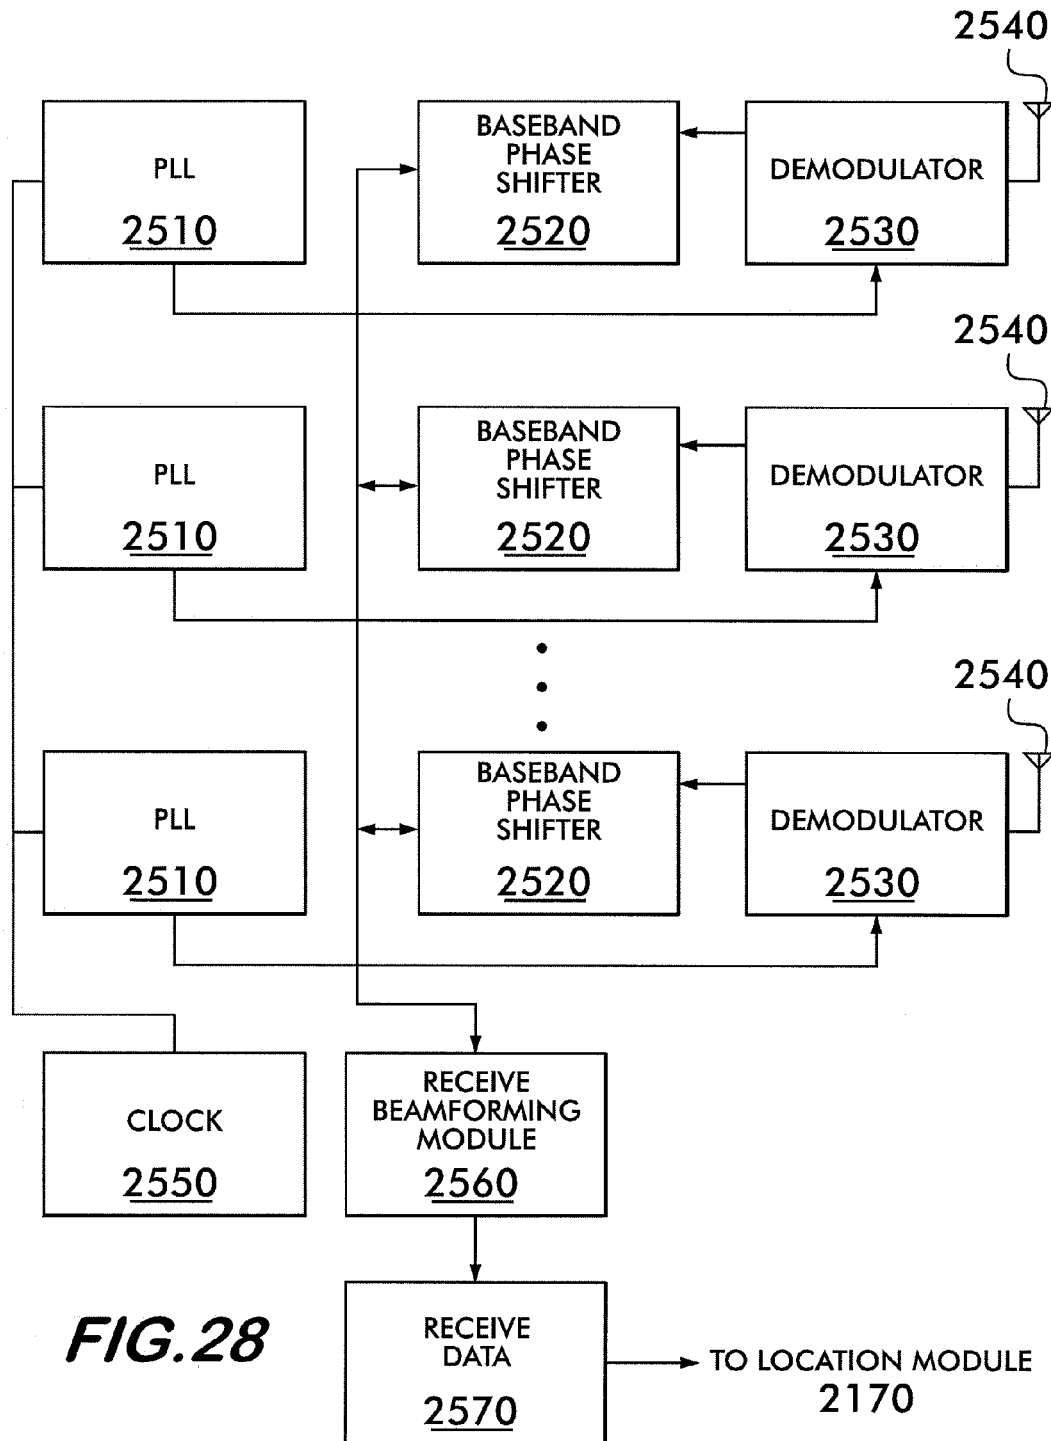 2540
PLL
2510
BASEBAND
PHASE
SHIFTER
2520
DEMODULATOR
2530
2540
PLL
2510
BASEBAND
PHASE
SHIFTER
2520
DEMODULATOR
2530
2540
PLL
2510
BASEBAND
PHASE
SHIFTER
2520
DEMODULATOR
2530
CLOCK
2550
RECEIVE
BEAMFORMING
MODULE
2560
FIG.28
RECEIVE
DATA
2570
TO LOCATION MODULE
2170